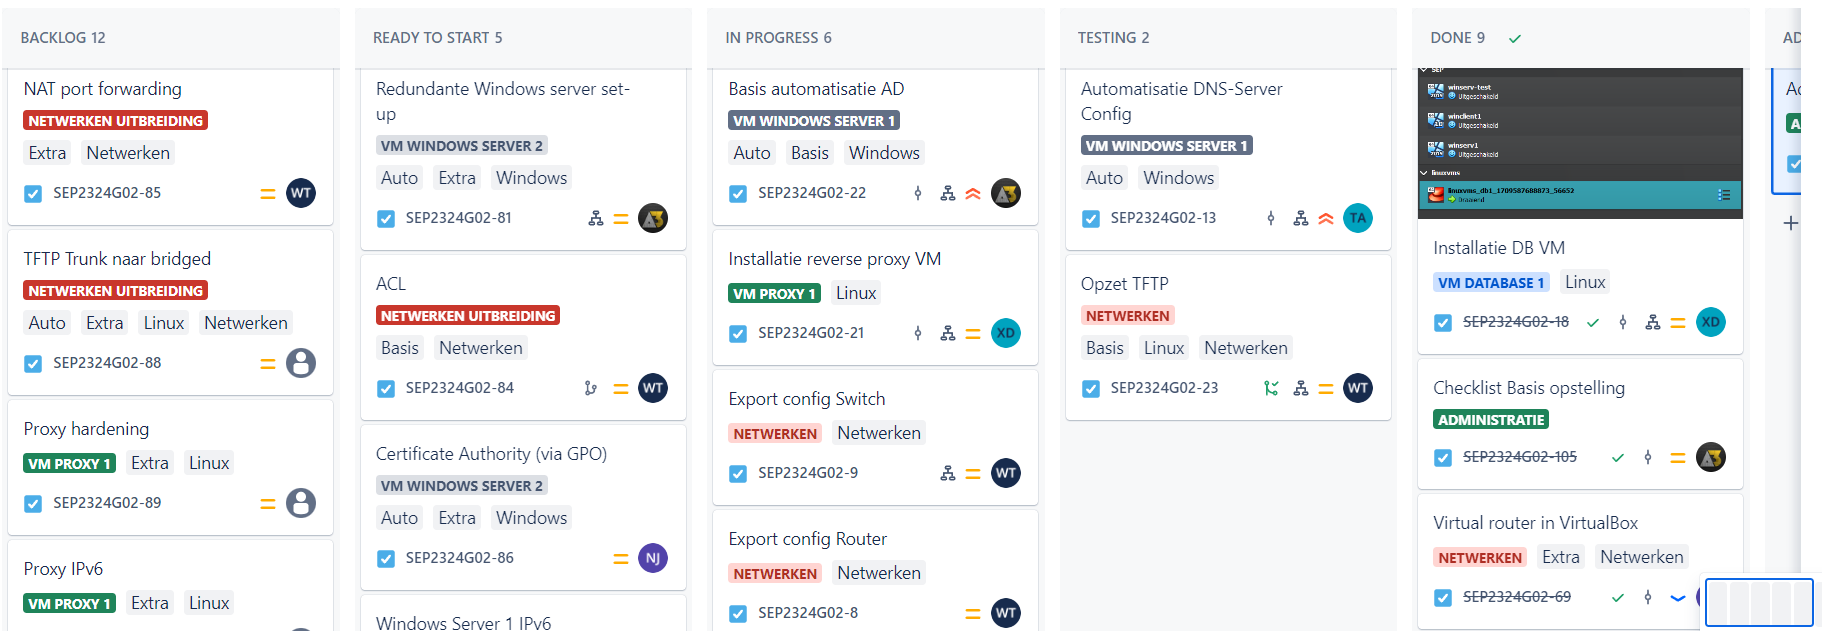 BACKLOG 12
NAT port forwarding
NETWERKEN UITBREIDING
Extra Netwerken
SEP2324G02-85 WT
TFTP Trunk naar bridged
NETWERKEN UITBREIDING
Auto Extra Linux Netwerken
SEP2324G02-88
Proxy hardening
VM PROXY 1 Extra Linux
SEP2324G02-89
Proxy IPv6
VM PROXY 1 Extra Linux
READY TO START 5
Redundante Windows server set-
up
VM WINDOWS SERVER 2
Auto Extra Windows
SEP2324G02-81
ACL
NETWERKEN UITBREIDING
Basis Netwerken
SEP2324G02-84 WT
Certificate Authority (via GPO)
VM WINDOWS SERVER 2
Auto Extra Windows
SEP2324G02-86 NJ
Windows Server 1 IPv6
IN PROGRESS 6
Basis automatisatie AD
VM WINDOWS SERVER 1
Auto Basis Windows
SEP2324G02-22
Installatie reverse proxy VM
VM PROXY 1 Linux
SEP2324G02-21 XD
Export config Switch
NETWERKEN Netwerken
SEP2324G02-9 WT
Export config Router
NETWERKEN Netwerken
SEP2324G02-8 WT
TESTING 2
Automatisatie DNS-Server
Config
VM WINDOWS SERVER 1
Auto Windows
SEP2324G02-13 TA
Opzet TFTP
NETWERKEN
Basis Linux Netwerken
SEP2324G02-23 WT
DONE 9
SEP
winserv-test
Uitgeschakeld
winclient1
Uitgeschakeld
winserv1
Uitgeschakeld
linuxvms
linuxvms_db1_1709587688873_56652
Draaiend
Installatie DB VM
VM DATABASE 1 Linux
SEP2324G02-18 XD
Checklist Basis opstelling
ADMINISTRATIE
SEP2324G02-105
Virtual router in VirtualBox
NETWERKEN Extra Netwerken
SEP2324G02-69
AD
A